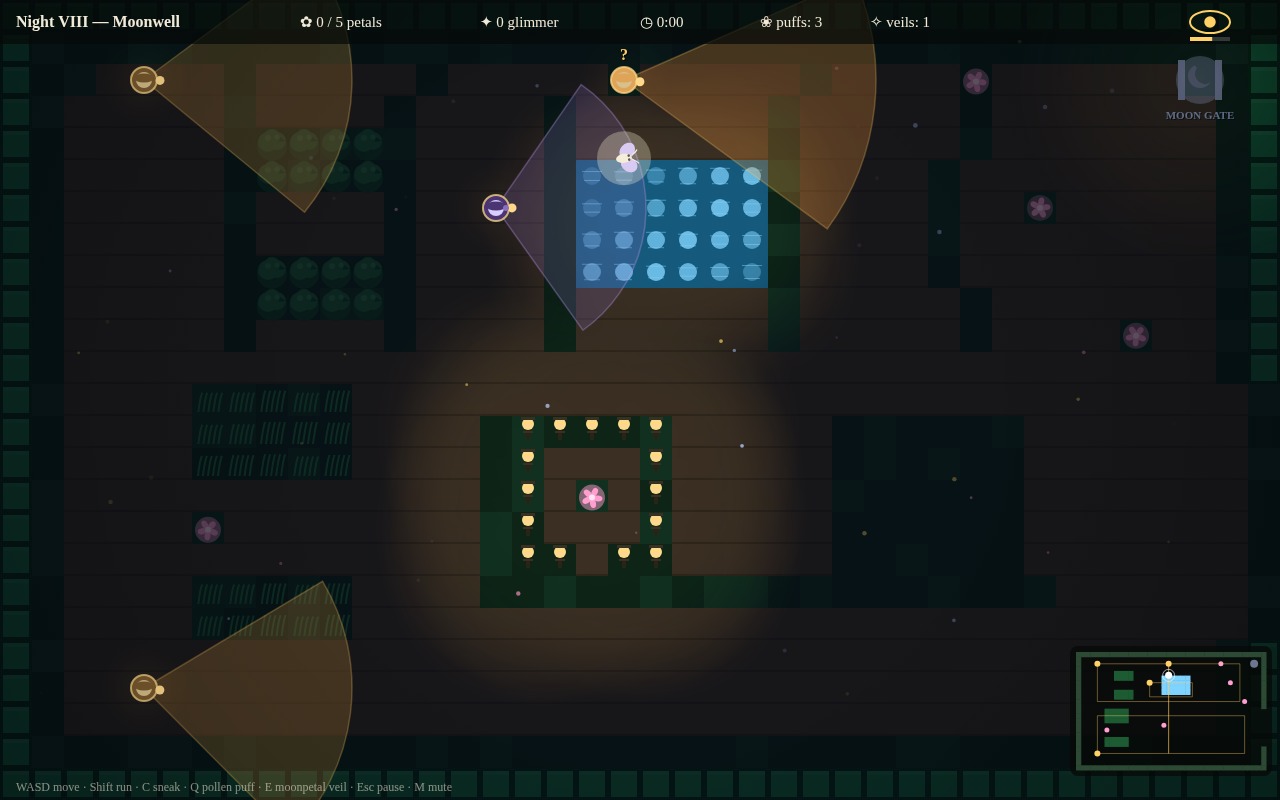 Night VIII — Moonwell
✿ 0 / 5 petals
✦ 0 glimmer
◷ 0:00
❀ puffs: 3
✧ veils: 1
?
MOON GATE
WASD move · Shift run · C sneak · Q pollen puff · E moonpetal veil · Esc pause · M mute